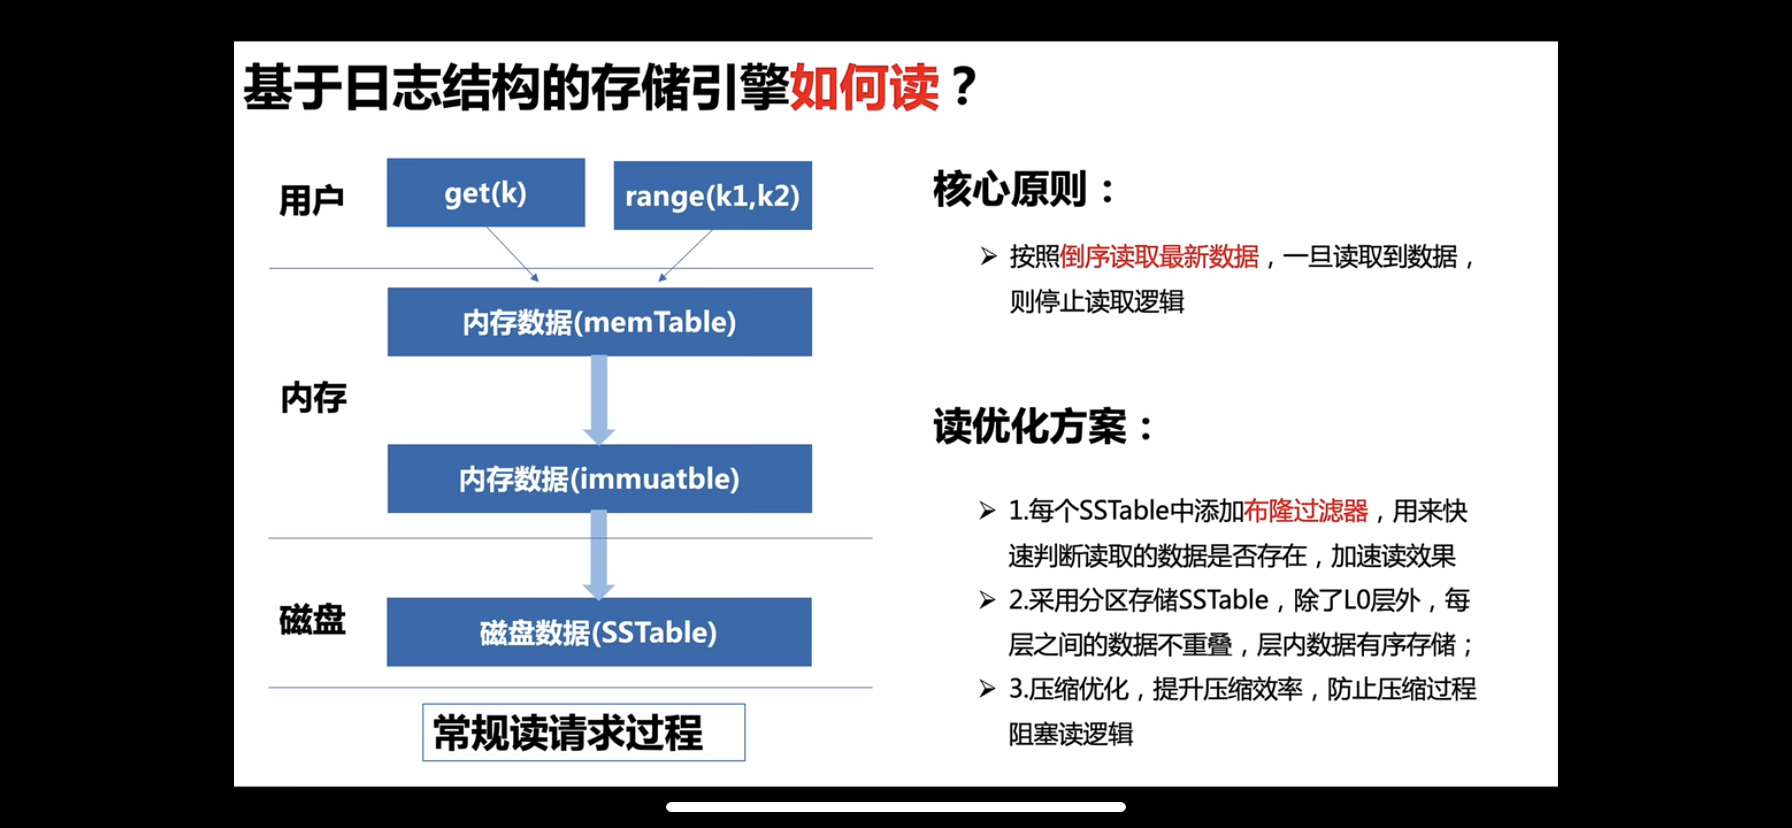 基于日志结构的存储引擎如何读？
用户
get(k)
range(k1,k2)
内存数据(memTable)
内存
内存数据(immuatble)
磁盘
磁盘数据(SSTable)
常规读请求过程
核心原则：
➢ 按照倒序读取最新数据，一旦读取到数据，
则停止读取逻辑
读优化方案：
➢ 1.每个SSTable中添加布隆过滤器，用来快
速判断读取的数据是否存在，加速读效果
➢ 2.采用分区存储SSTable，除了L0层外，每
层之间的数据不重叠，层内数据有序存储；
➢ 3.压缩优化，提升压缩效率，防止压缩过程
阻塞读逻辑